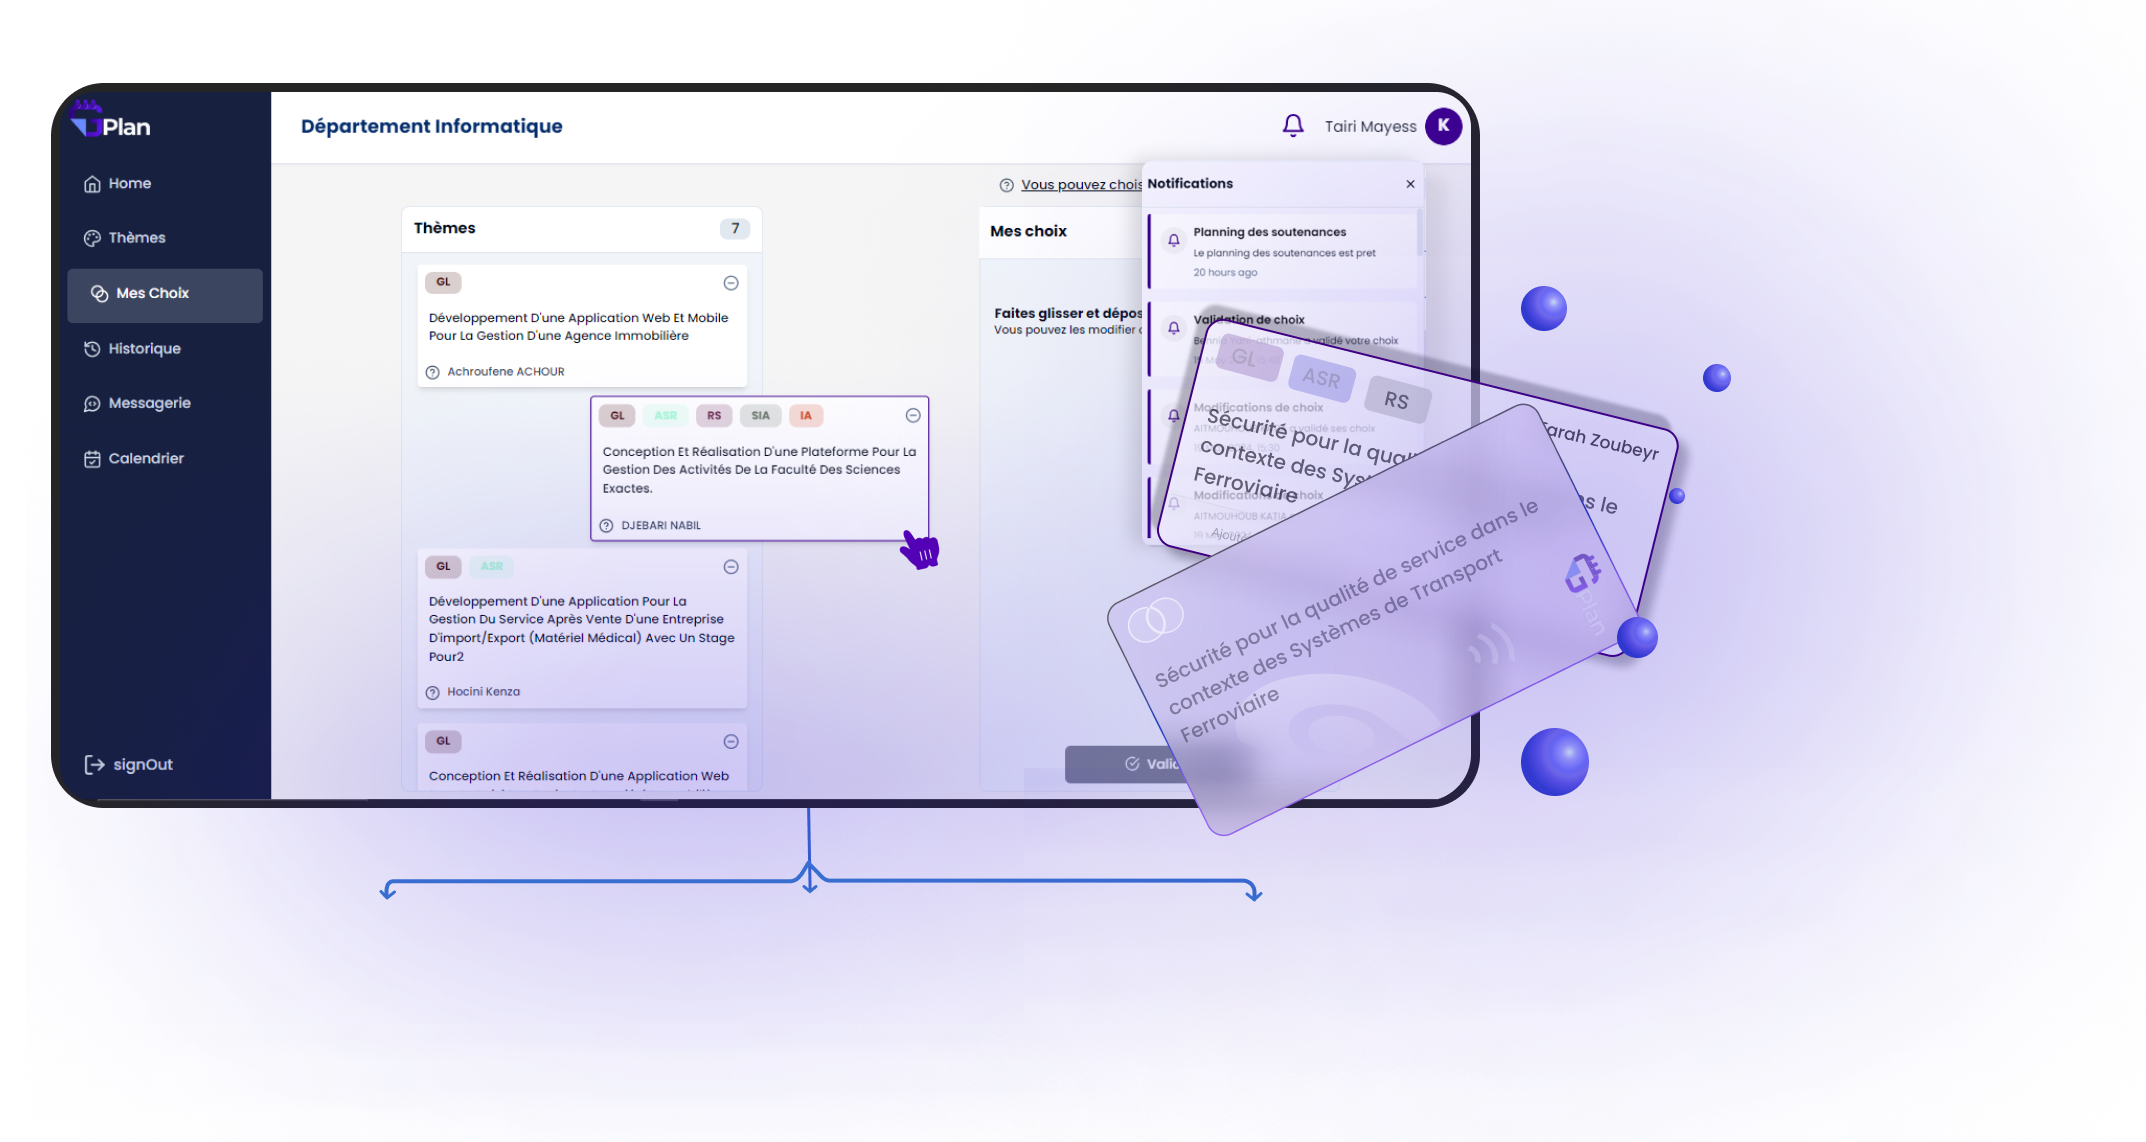 Plan
Home
Thèmes
Mes Choix
Historique
Messagerie
Calendrier
signOut
Département Informatique
Tairi Mayess
K
Vous pouvez chois
Thèmes
7
GL
Développement D'une Application Web Et Mobile
Pour La Gestion D'une Agence Immobilière
Achroufene ACHOUR
GL ASR RS SIA IA
Conception Et Réalisation D'une Plateforme Pour La
Gestion Des Activités De La Faculté Des Sciences
Exactes.
DJEBARI NABIL
GL ASR
Développement D'une Application Pour La
Gestion Du Service Après Vente D'une Entreprise
D'import/Export (Matériel Médical) Avec Un Stage
Pour2
Hocini Kenza
GL
Conception Et Réalisation D'une Application Web
Mes choix
Faites glisser et dépos
Vous pouvez les modifier
Valid
Notifications
Planning des soutenances
Le planning des soutenances est pret
20 hours ago
Validation de choix
validé votre choix
Modifications de choix
a validé ses choix
Modifications de choix
AITMOUHOUB KATIA
GL ASR RS
arah Zoubeyr
Sécurité pour la qual
contexte des Sys
Ferroviaire
s le
Ajout
Sécurité pour la qualité de service dans le
contexte des Systèmes de Transport
Ferroviaire
Plan